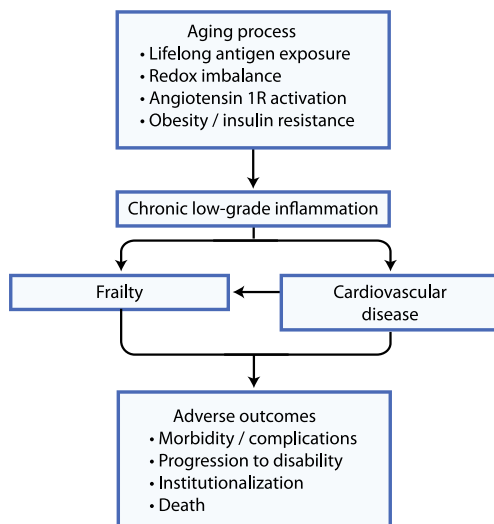 Aging process
• Lifelong antigen exposure
• Redox imbalance
• Angiotensin 1R activation
• Obesity / insulin resistance
Chronic low-grade inflammation
Frailty
Cardiovascular
disease
Adverse outcomes
• Morbidity / complications
• Progression to disability
• Institutionalization
• Death